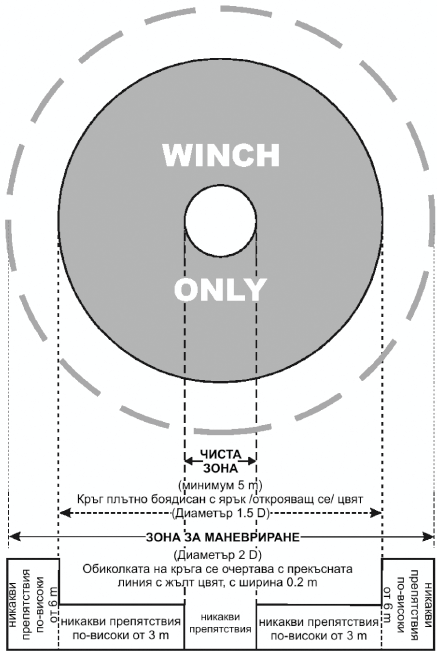 WINCH
ONLY
ЧИСТА
ЗОНА
(минимум 5 m)
Кръг плътно боядисан с ярък /открояващ се/ цвят
(Диаметър 1.5 D)
ЗОНА ЗА МАНЕВРИРАНЕ
(Диаметър 2 D)
Обиколката на кръга се очертава с прекъсната
линия с жълт цвят, с ширина 0.2 m
никакви
препятствия
по-високи
от 6 m
никакви препятствия
по-високи от 3 m
никакви
препятствия
никакви препятствия
по-високи от 3 m
никакви
препятствия
по-високи
от 6 m